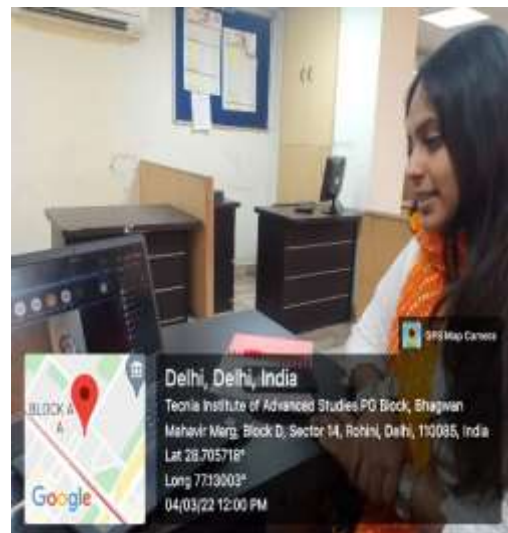 GPS Map Camera
Delhi, Delhi, India
Tecnia Institute of Advanced Studies PG Block, Bhagwan
Mahavir Marg, Block D, Sector 14, Rohini, Delhi, 110085, India
Lat 28.705718°
Long 77.13003°
04/03/22 12:00 PM
BLOCK A
A
Google